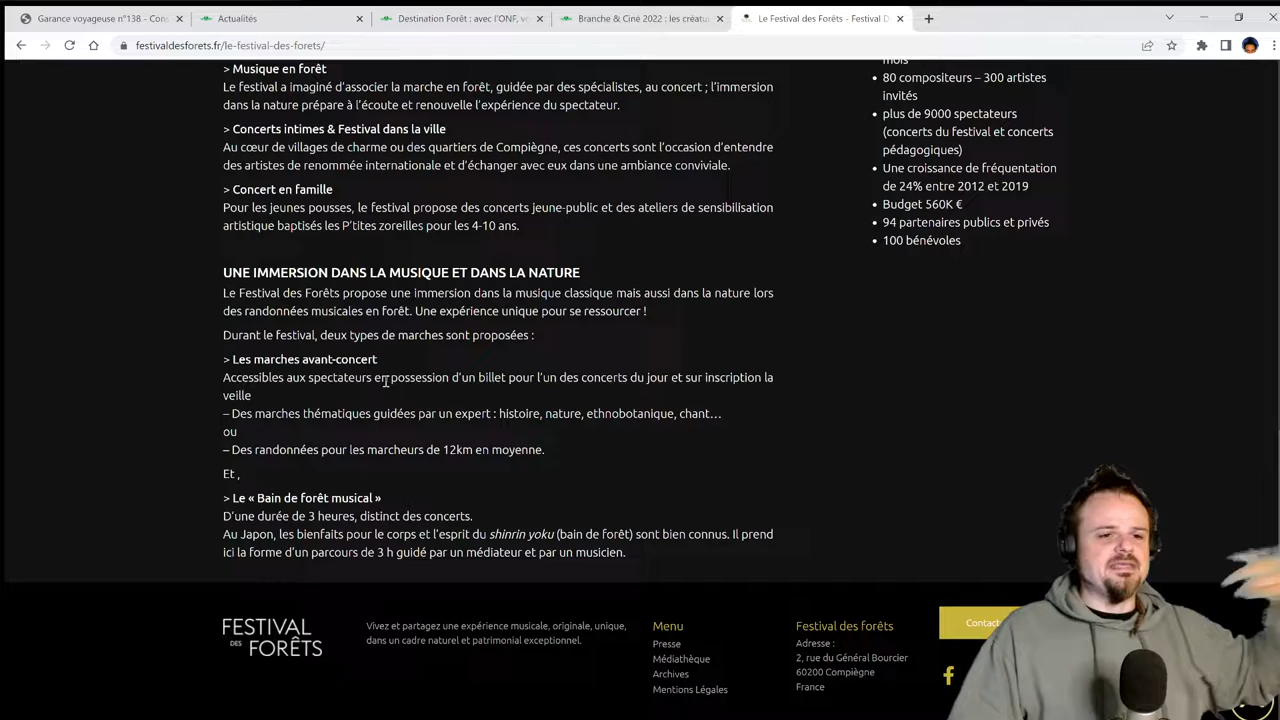 Garance voyageuse n°138 - Con
Actualités
Destination Forêt : avec l'ONF, v
Branche & Ciné 2022 : les créatu
Le Festival des Forêts - Festival D
festivaldesforets.fr/le-festival-des-forets/
> Musique en forêt
Le festival a imaginé d'associer la marche en forêt, guidée par des spécialistes, au concert ; l'immersion
dans la nature prépare à l'écoute et renouvelle l'expérience du spectateur.
> Concerts intimes & Festival dans la ville
Au cœur de villages de charme ou des quartiers de Compiègne, ces concerts sont l'occasion d'entendre
des artistes de renommée internationale et d'échanger avec eux dans une ambiance conviviale.
> Concert en famille
Pour les jeunes pousses, le festival propose des concerts jeune-public et des ateliers de sensibilisation
artistique baptisés les P'tites zoreilles pour les 4-10 ans.
UNE IMMERSION DANS LA MUSIQUE ET DANS LA NATURE
Le Festival des Forêts propose une immersion dans la musique classique mais aussi dans la nature lors
des randonnées musicales en forêt. Une expérience unique pour se ressourcer !
Durant le festival, deux types de marches sont proposées :
> Les marches avant-concert
Accessibles aux spectateurs en possession d'un billet pour l'un des concerts du jour et sur inscription la
veille
– Des marches thématiques guidées par un expert : histoire, nature, ethnobotanique, chant…
ou
– Des randonnées pour les marcheurs de 12km en moyenne.
Et ,
> Le « Bain de forêt musical »
D'une durée de 3 heures, distinct des concerts.
Au Japon, les bienfaits pour le corps et l'esprit du shinrin yoku (bain de forêt) sont bien connus. Il prend
ici la forme d'un parcours de 3 h guidé par un médiateur et par un musicien.
mois
• 80 compositeurs – 300 artistes
invités
• plus de 9000 spectateurs
(concerts du festival et concerts
pédagogiques)
• Une croissance de fréquentation
de 24% entre 2012 et 2019
• Budget 560K €
• 94 partenaires publics et privés
• 100 bénévoles
FESTIVAL
DES FORÊTS
Vivez et partagez une expérience musicale, originale, unique,
dans un cadre naturel et patrimonial exceptionnel.
Menu
Presse
Médiathèque
Archives
Mentions Légales
Festival des forêts
Adresse :
2, rue du Général Bourcier
60200 Compiègne
France
Contac